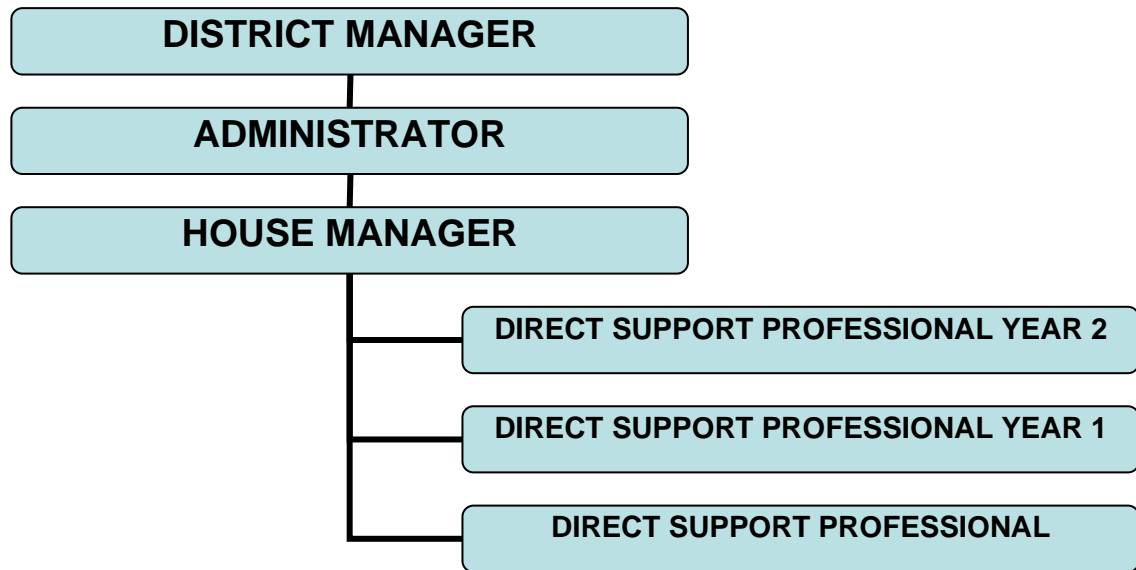 DISTRICT MANAGER
ADMINISTRATOR
HOUSE MANAGER
DIRECT SUPPORT PROFESSIONAL YEAR 2
DIRECT SUPPORT PROFESSIONAL YEAR 1
DIRECT SUPPORT PROFESSIONAL